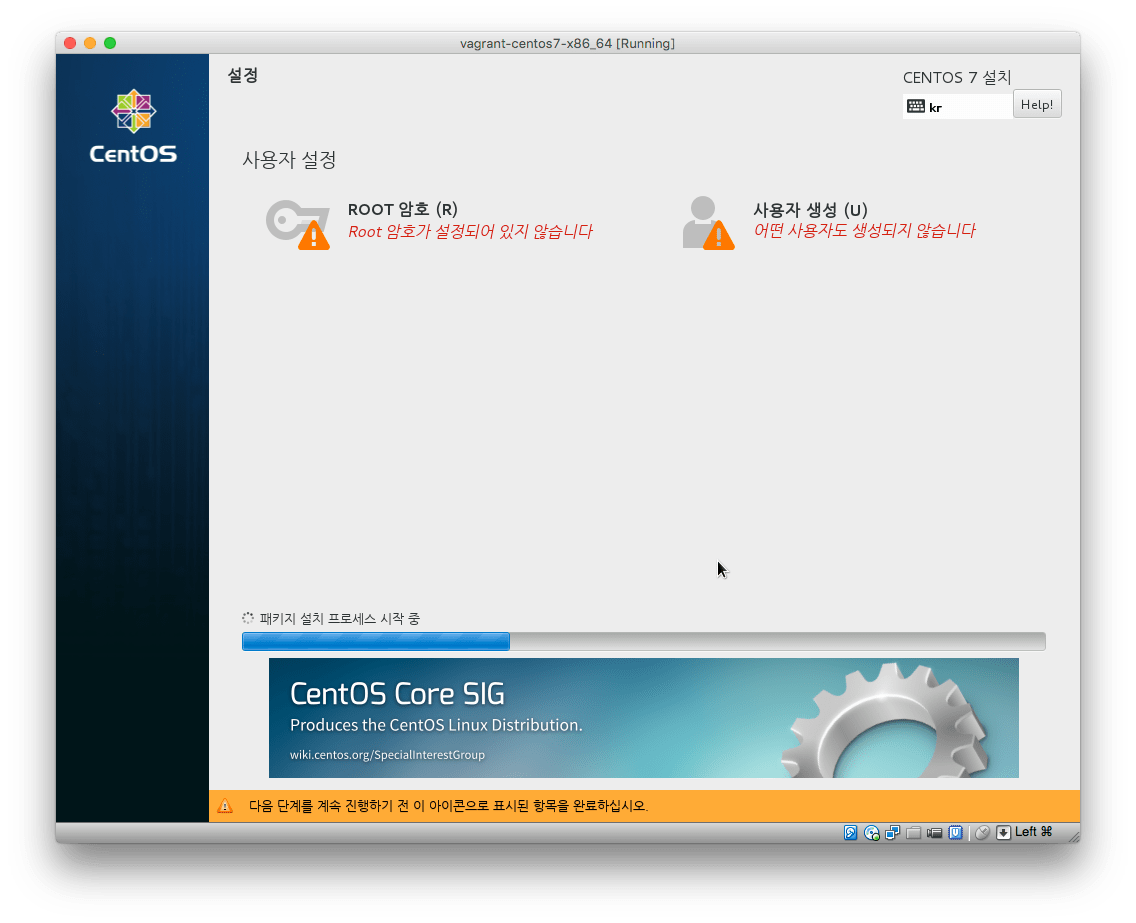 vagrant-centos7-x86_64 [Running]
CentOS
설정
CENTOS 7 설치
kr
Help!
사용자 설정
ROOT 암호 (R)
Root 암호가 설정되어 있지 않습니다
사용자 생성 (U)
어떤 사용자도 생성되지 않습니다
패키지 설치 프로세스 시작 중
CentOS Core SIG
Produces the CentOS Linux Distribution.
wiki.centos.org/SpecialInterestGroup
다음 단계를 계속 진행하기 전 이 아이콘으로 표시된 항목을 완료하십시오.
Left ⌘